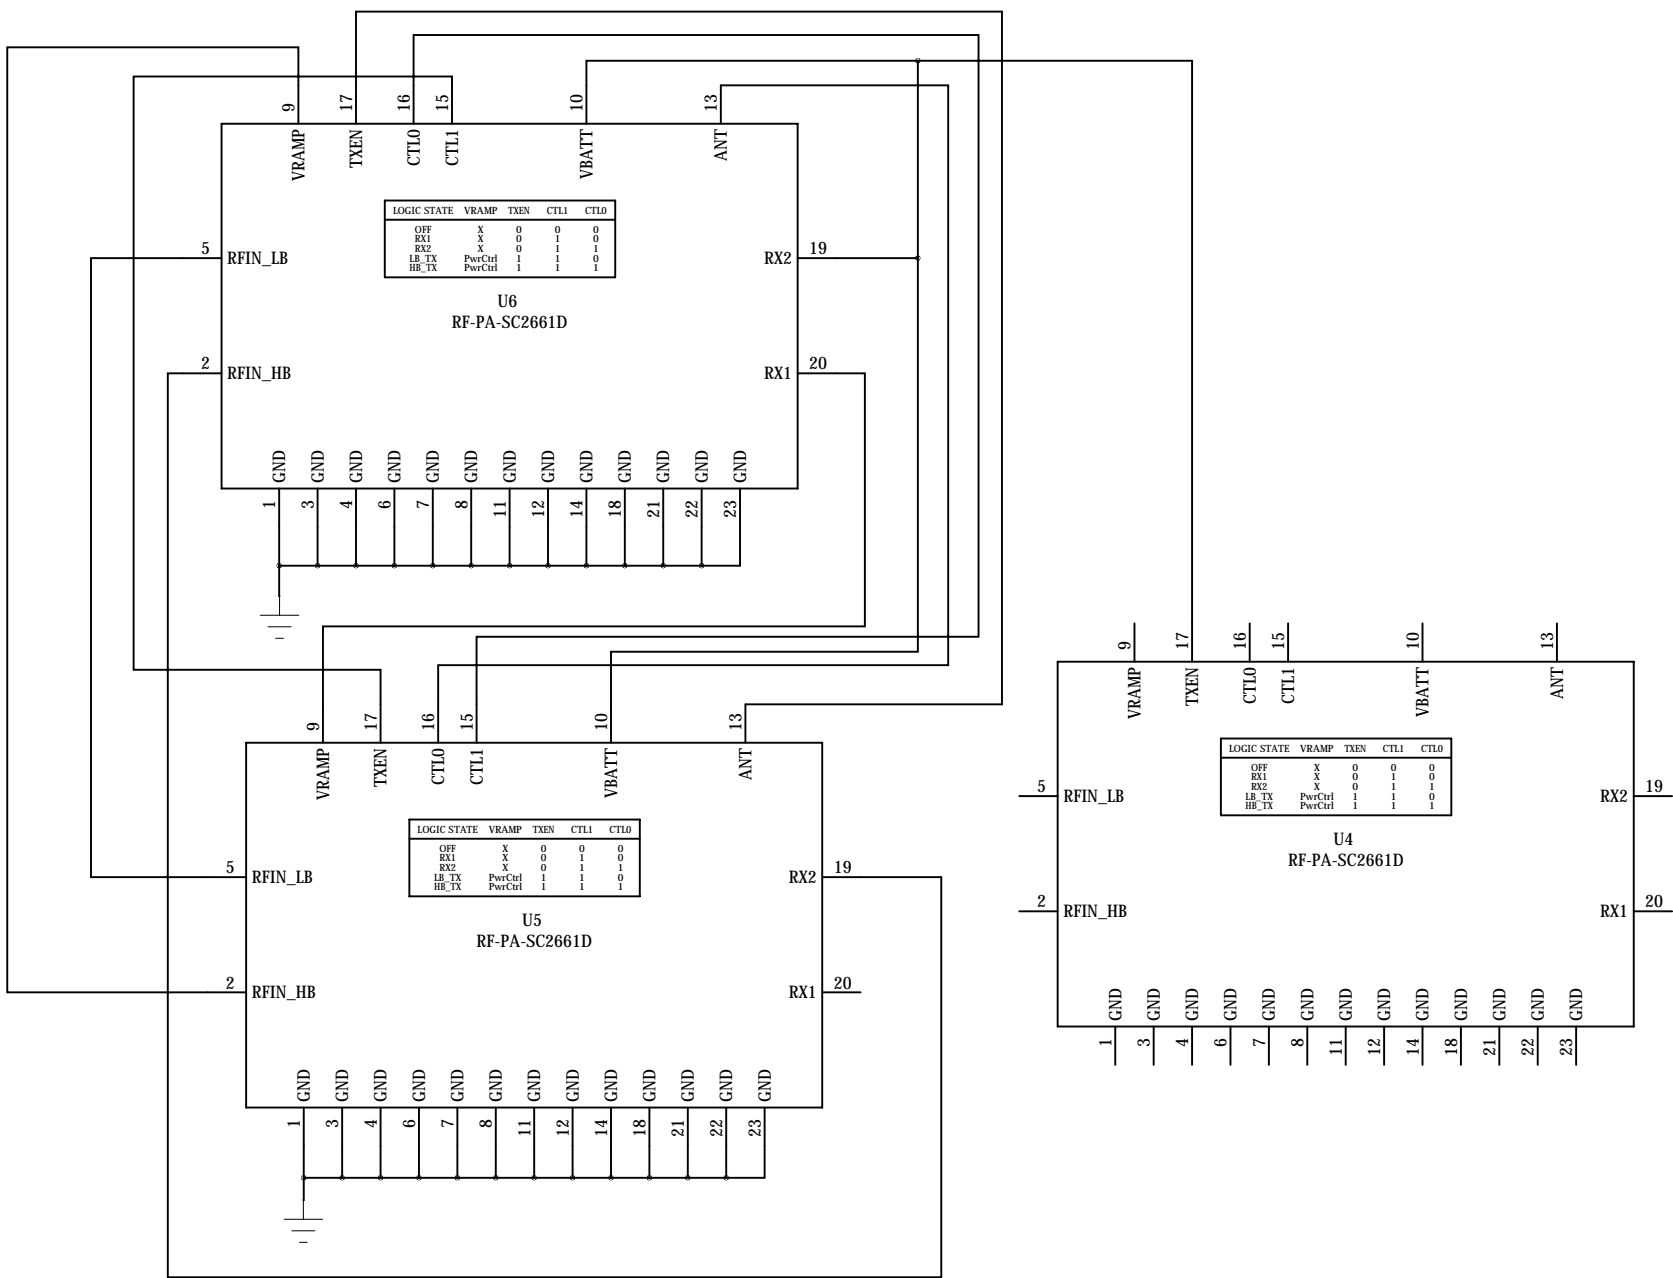 9 17 16 15 10 13
VRAMP TXEN CTL0 CTL1 VBATT ANT
LOGIC STATE VRAMP TXEN CTL1 CTL0
OFF X 0 0 0
RX1 X 0 1 0
RX2 X 0 1 1
LB_TX PwrCtrl 1 1 0
HB_TX PwrCtrl 1 1 1
5 RFIN_LB RX2 19
U6
RF-PA-SC2661D
2 RFIN_HB RX1 20
GND GND GND GND GND GND GND GND GND GND GND GND GND
1 3 4 6 7 8 11 12 14 18 21 22 23
9 17 16 15 10 13
VRAMP TXEN CTL0 CTL1 VBATT ANT
LOGIC STATE VRAMP TXEN CTL1 CTL0
OFF X 0 0 0
RX1 X 0 1 0
RX2 X 0 1 1
LB_TX PwrCtrl 1 1 0
HB_TX PwrCtrl 1 1 1
5 RFIN_LB RX2 19
U4
RF-PA-SC2661D
2 RFIN_HB RX1 20
GND GND GND GND GND GND GND GND GND GND GND GND GND
1 3 4 6 7 8 11 12 14 18 21 22 23
9 17 16 15 10 13
VRAMP TXEN CTL0 CTL1 VBATT ANT
LOGIC STATE VRAMP TXEN CTL1 CTL0
OFF X 0 0 0
RX1 X 0 1 0
RX2 X 0 1 1
LB_TX PwrCtrl 1 1 0
HB_TX PwrCtrl 1 1 1
5 RFIN_LB RX2 19
U5
RF-PA-SC2661D
2 RFIN_HB RX1 20
GND GND GND GND GND GND GND GND GND GND GND GND GND
1 3 4 6 7 8 11 12 14 18 21 22 23